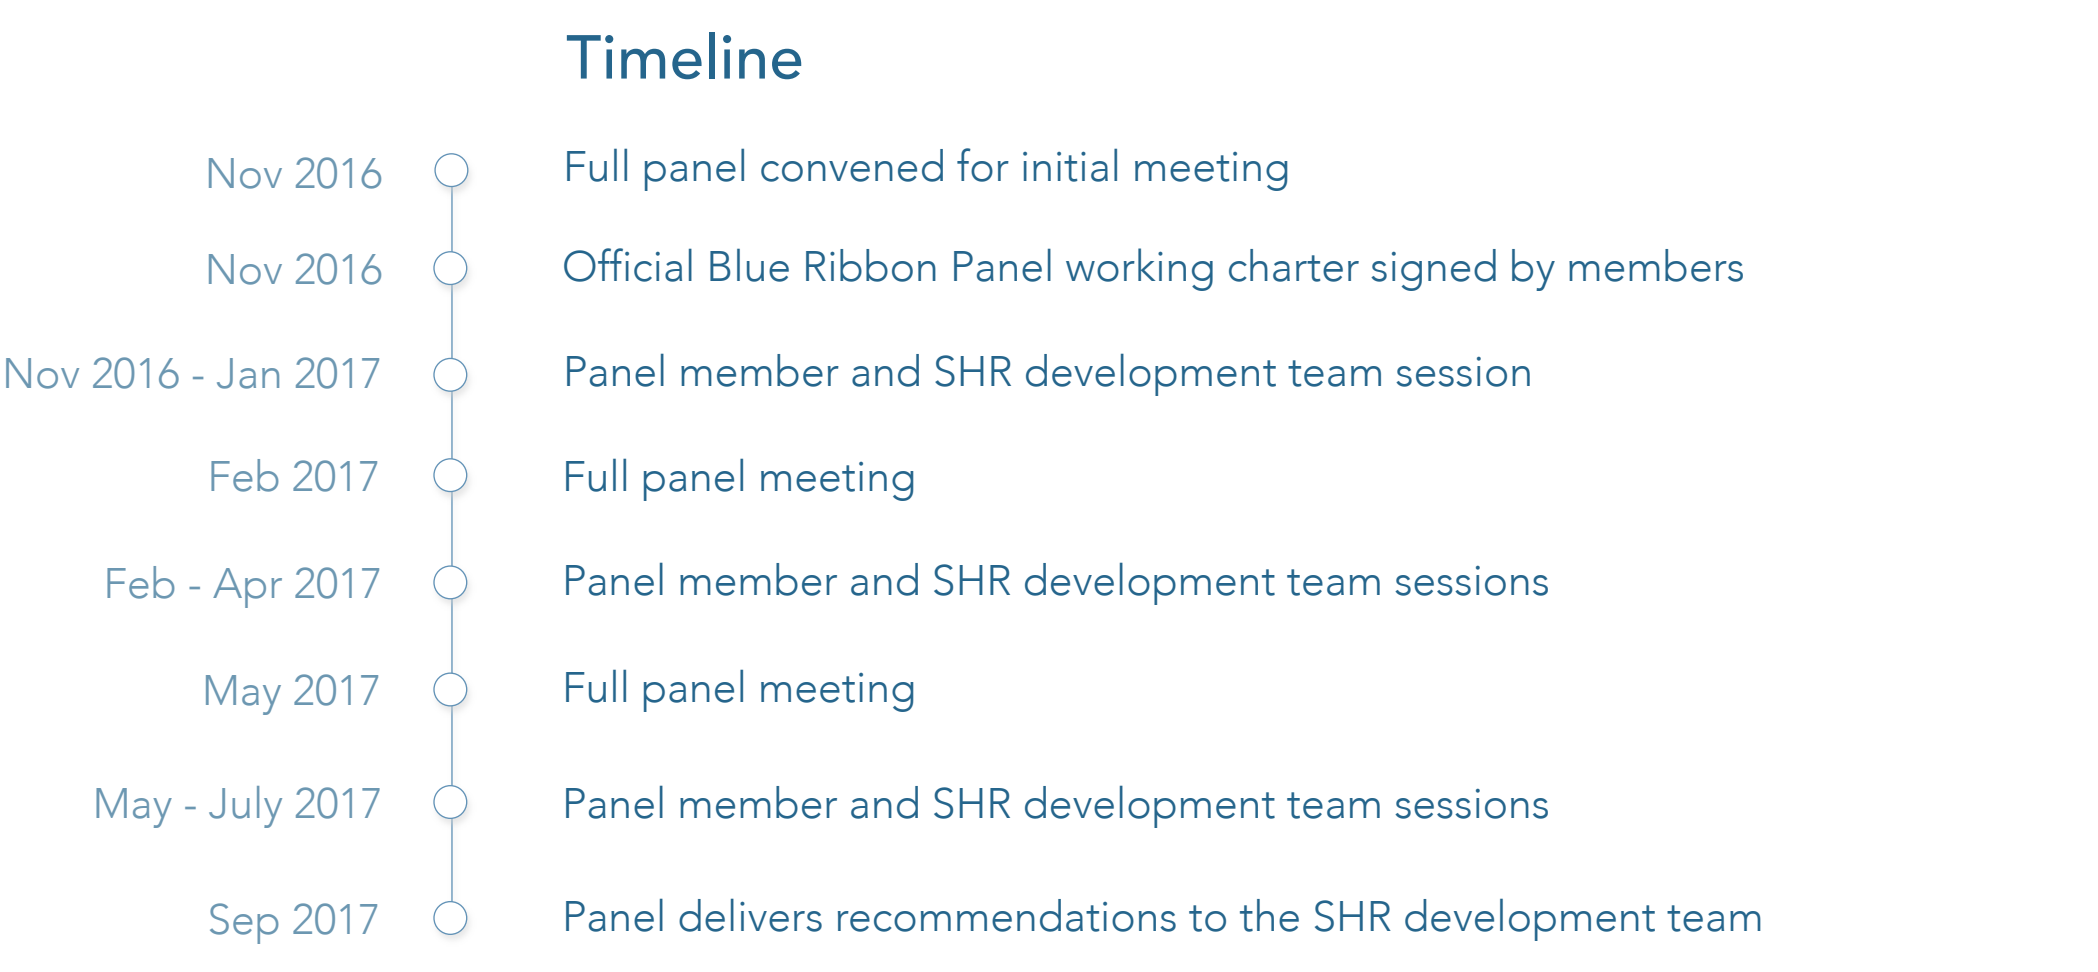 Timeline
Nov 2016 Full panel convened for initial meeting
Nov 2016 Official Blue Ribbon Panel working charter signed by members
Nov 2016 - Jan 2017 Panel member and SHR development team session
Feb 2017 Full panel meeting
Feb - Apr 2017 Panel member and SHR development team sessions
May 2017 Full panel meeting
May - July 2017 Panel member and SHR development team sessions
Sep 2017 Panel delivers recommendations to the SHR development team